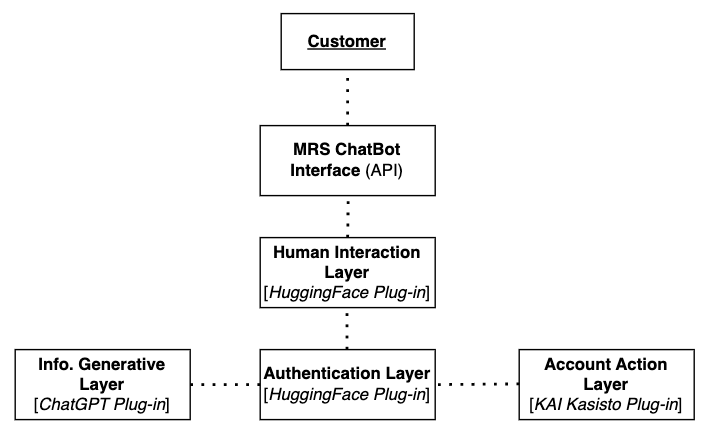 Customer
MRS ChatBot
Interface (API)
Human Interaction
Layer
[HuggingFace Plug-in]
Info. Generative
Layer
[ChatGPT Plug-in]
Authentication Layer
[HuggingFace Plug-in]
Account Action
Layer
[KAI Kasisto Plug-in]